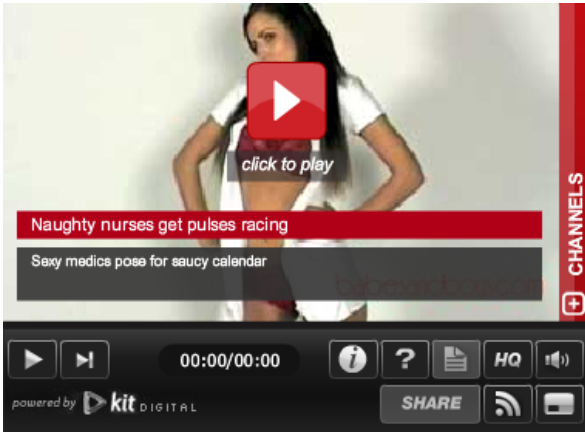 click to play
Naughty nurses get pulses racing
Sexy medics pose for saucy calendar
CHANNELS
00:00/00:00
i
?
HQ
powered by kit DIGITAL
SHARE